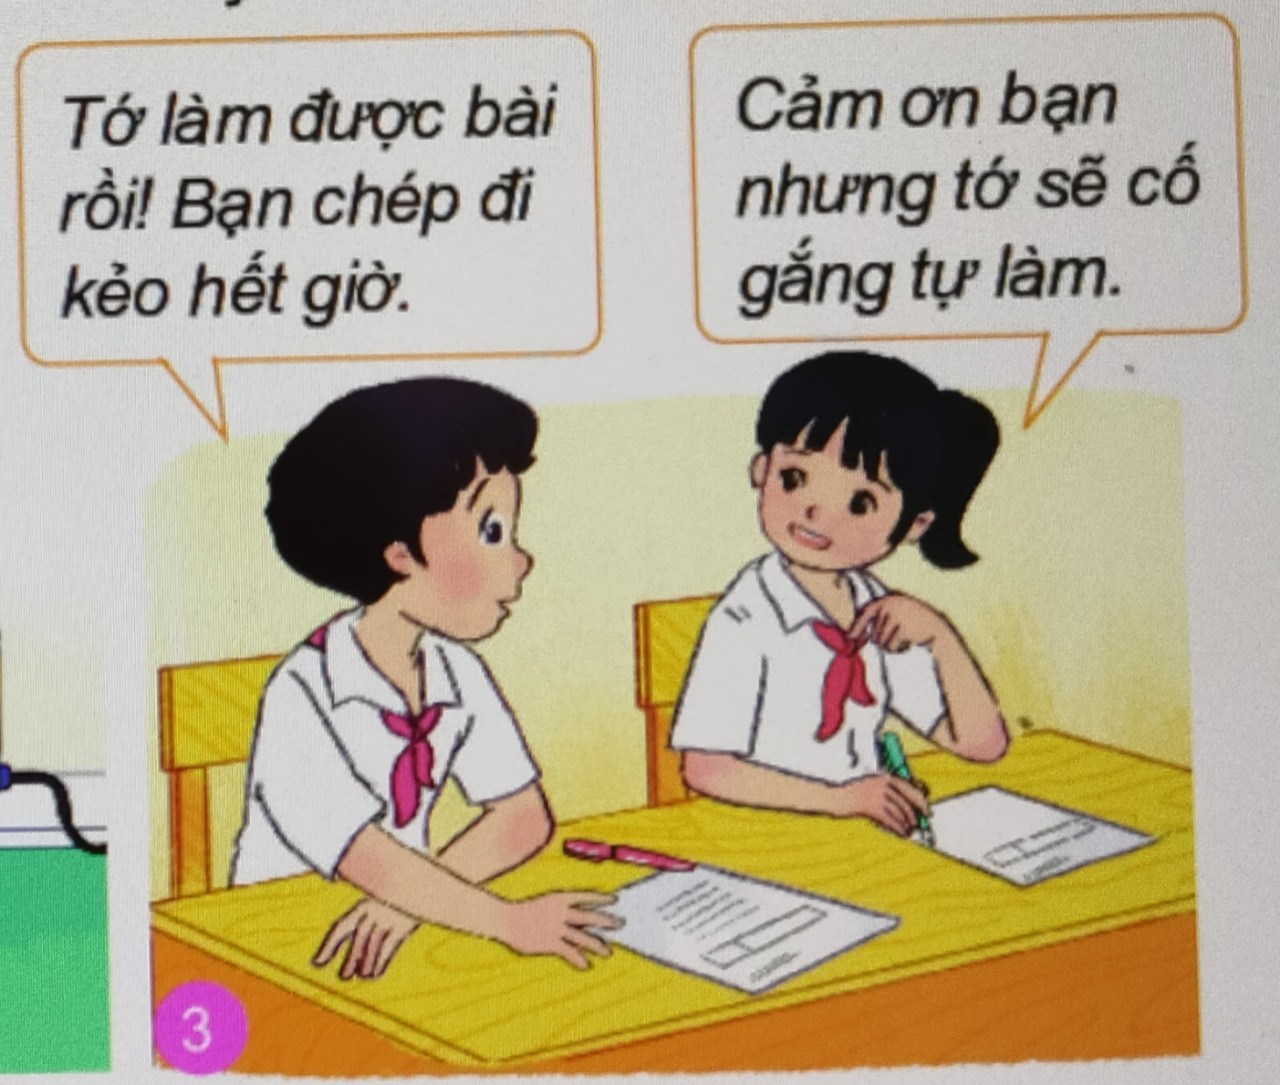 Tớ làm được bài
rồi! Bạn chép đi
kẻo hết giờ.
Cảm ơn bạn
nhưng tớ sẽ cố
gắng tự làm.
3